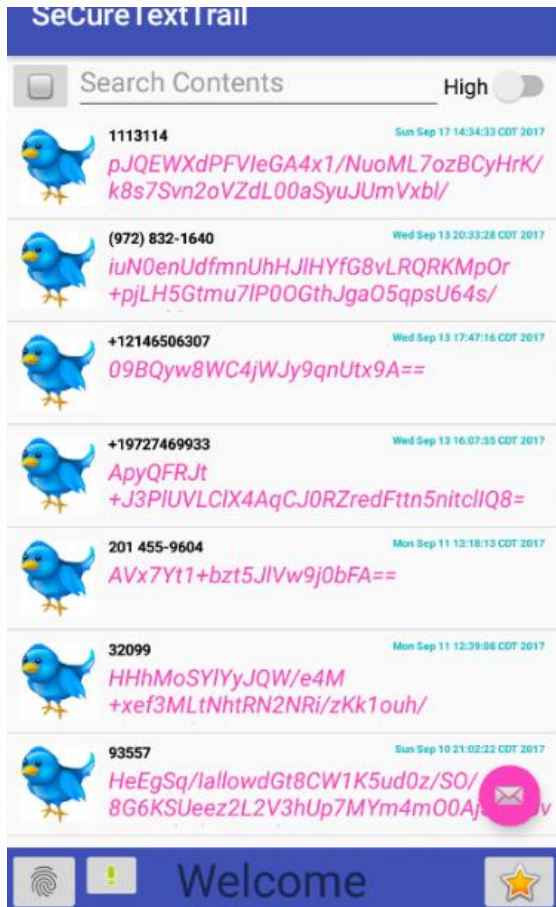 SeCureTextTrail
Search Contents
High
1113114
Sun Sep 17 14:34:33 CDT 2017
pJQEWXdPFVIeGA4x1/NuoML7ozBCyHrK/
k8s7Svn2oVZdL00aSyuJUmVxbl/
(972) 832-1640
Wed Sep 13 20:33:28 CDT 2017
iuN0enUdfmnUhHJlHYfG8vLRQRKMpOr
+pjLH5Gtmu7lP0OGthJgaO5qpsU64s/
+12146506307
Wed Sep 13 17:47:16 CDT 2017
09BQyw8WC4jWJy9qnUtx9A==
+19727469933
Wed Sep 13 16:07:55 CDT 2017
ApyQFRJt
+J3PlUVLClX4AqCJ0RZredFttn5nitclIQ8=
201 455-9604
Mon Sep 11 13:18:13 CDT 2017
AVx7Yt1+bzt5JlVw9j0bFA==
32099
Mon Sep 11 12:39:08 CDT 2017
HHhMoSYlYyJQW/e4M
+xef3MLtNhtRN2NRi/zKk1ouh/
93557
Sun Sep 10 21:02:22 CDT 2017
HeEgSq/IallowdGt8CW1K5ud0z/SO/
Welcome